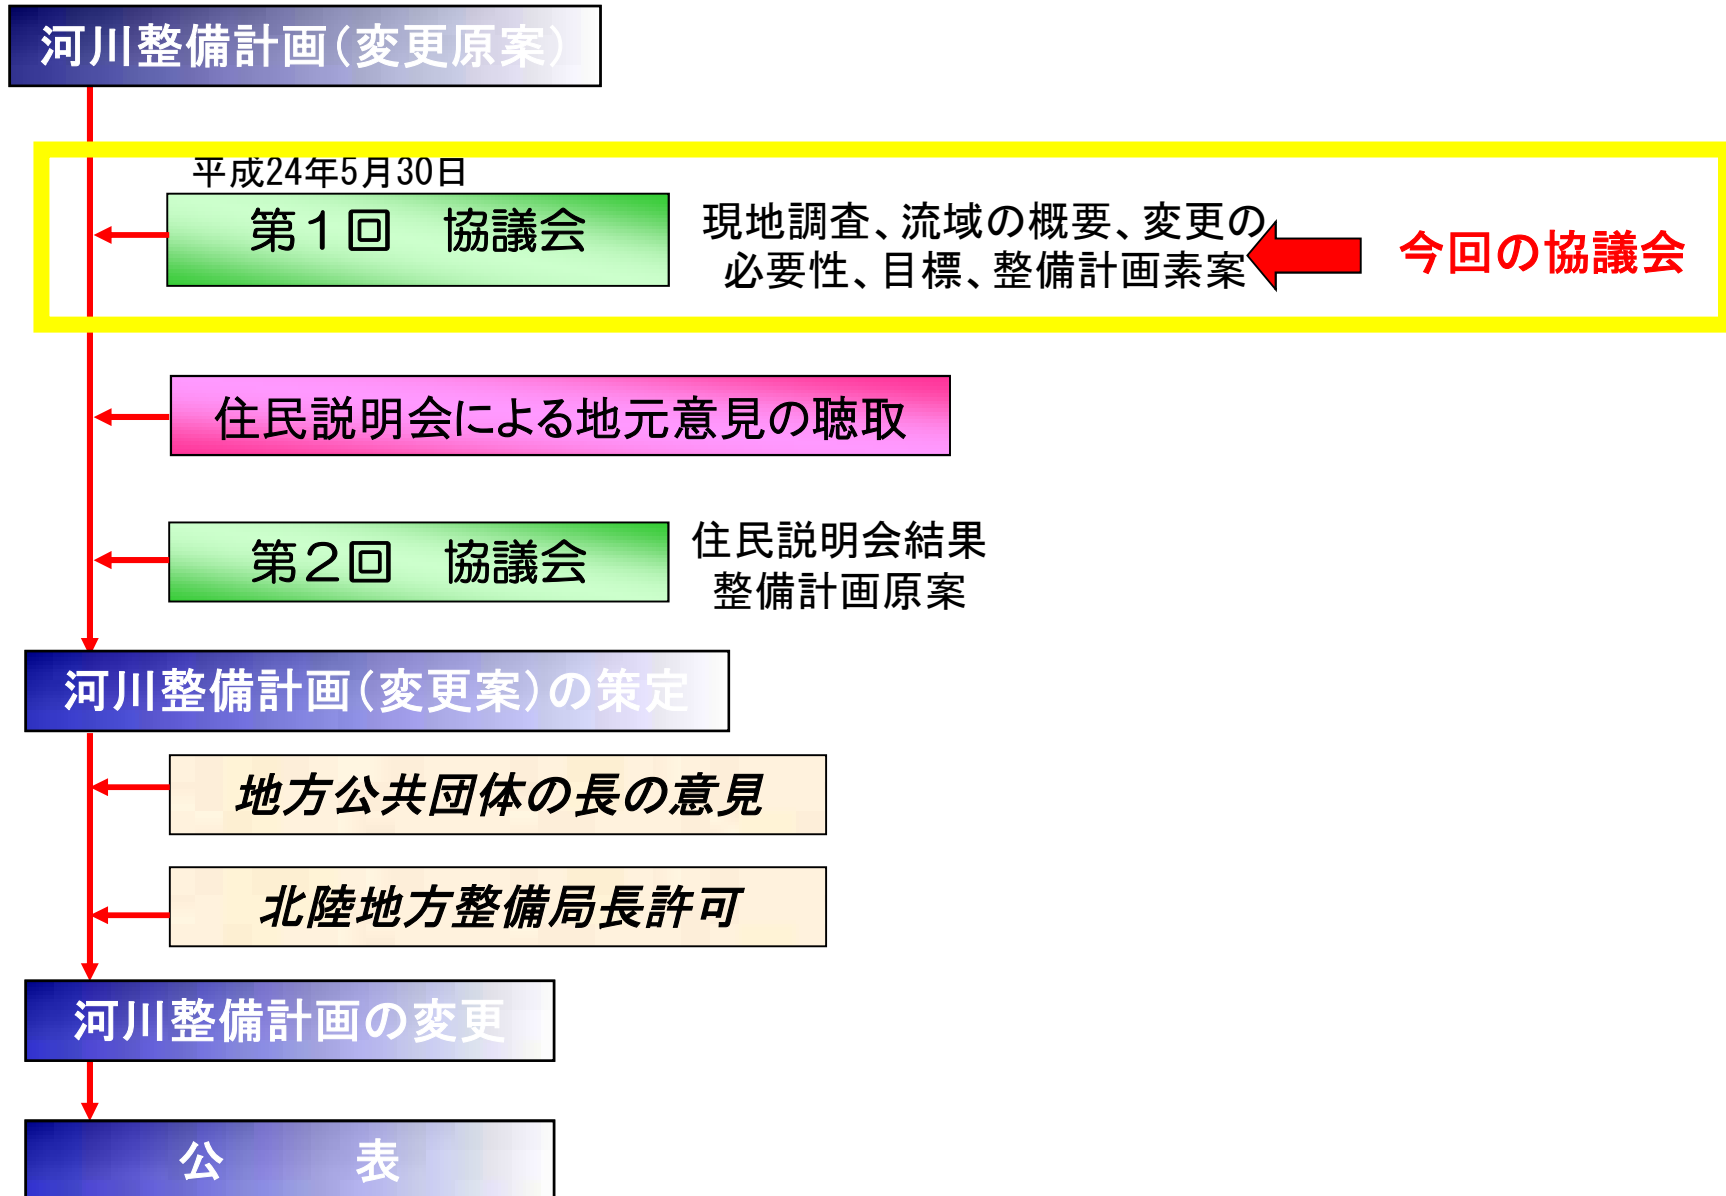 河川整備計画（変更原案）
平成24年5月30日
第１回　協議会
現地調査、流域の概要、変更の
必要性、目標、整備計画素案
今回の協議会
住民説明会による地元意見の聴取
第２回　協議会
住民説明会結果
整備計画原案
河川整備計画（変更案）の策定
地方公共団体の長の意見
北陸地方整備局長許可
河川整備計画の変更
公　　　表